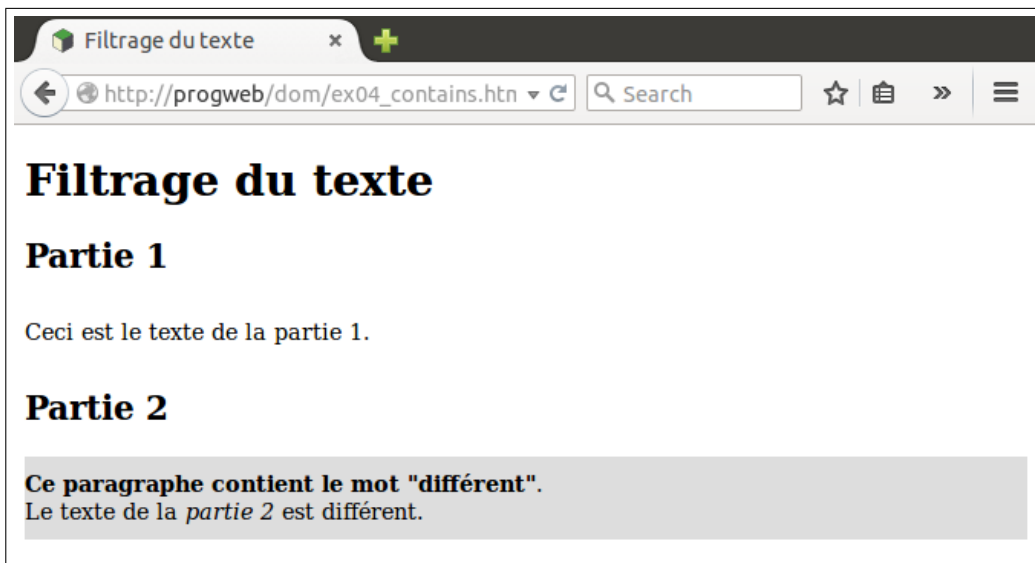 Filtrage du texte
http://progweb/dom/ex04_contains.htn
Search
Filtrage du texte
Partie 1
Ceci est le texte de la partie 1.
Partie 2
Ce paragraphe contient le mot "différent".
Le texte de la partie 2 est différent.